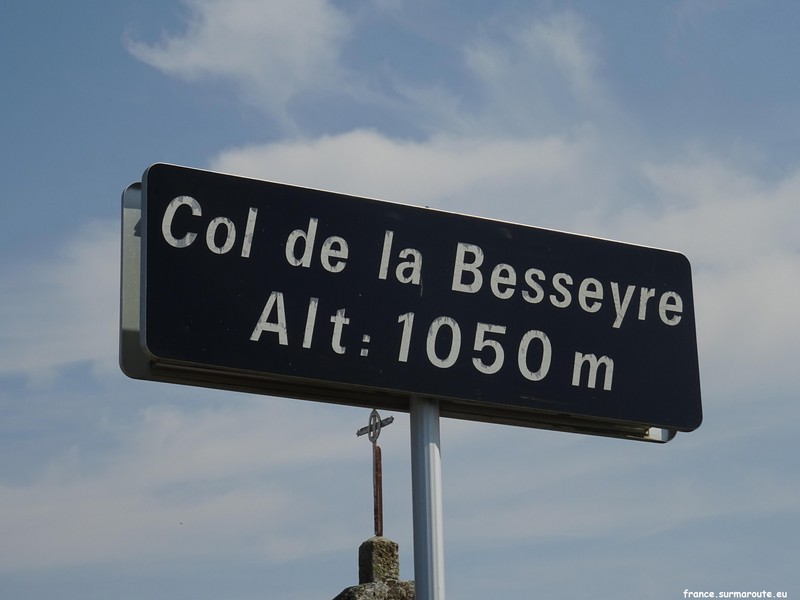 Col de la Besseyre
Alt: 1050 m
france.surmaroute.eu